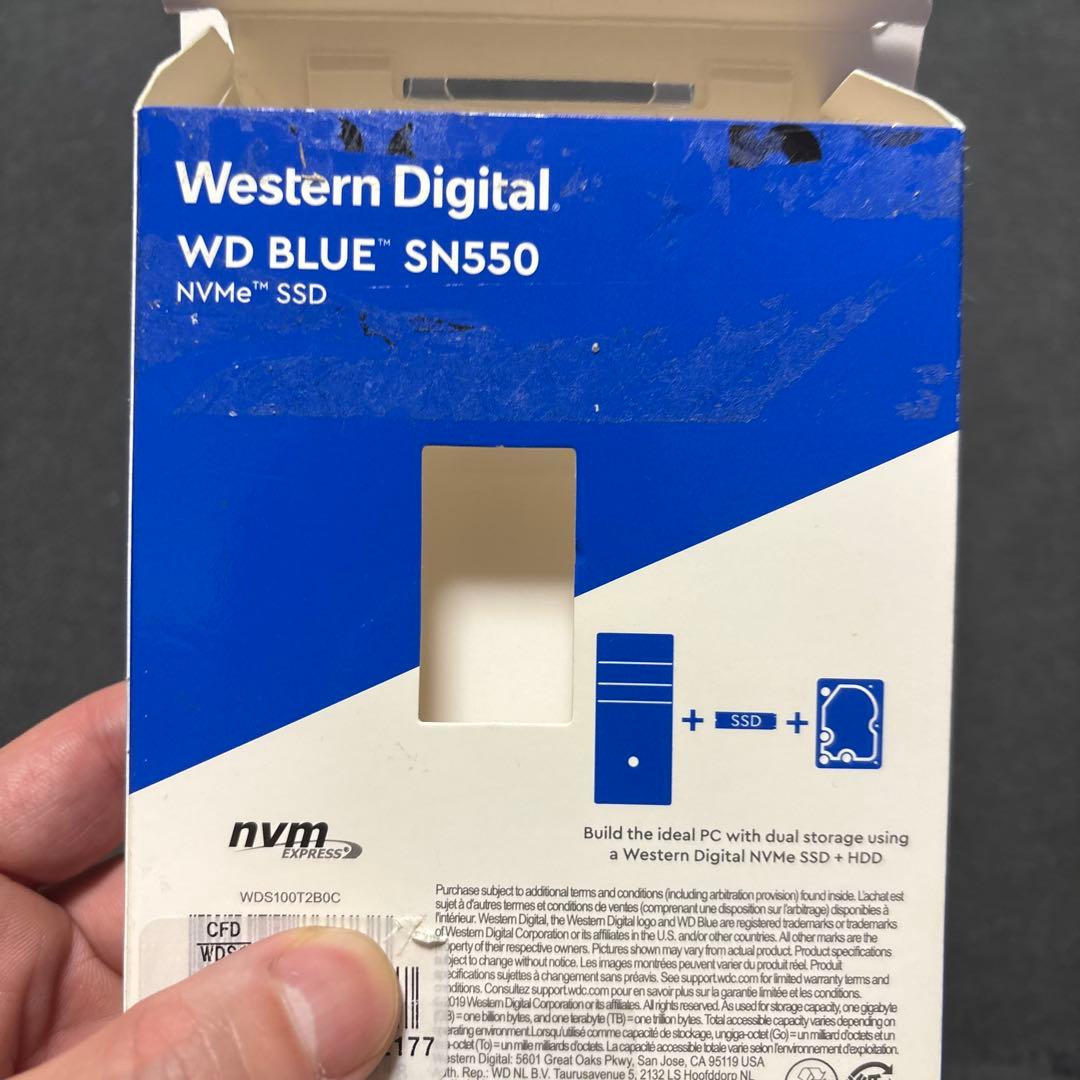 Western Digital.
WD BLUE™ SN550
NVMe™ SSD
+ SSD +
Build the ideal PC with dual storage using
a Western Digital NVMe SSD + HDD
nvm
EXPRESS®
WDS100T2B0C
CFD
WDS
177
Purchase subject to additional terms and conditions (including arbitration provision) found inside. L'achat est
sujet à d'autres termes et conditions de ventes (comprenant une disposition sur l'arbitrage) disponibles à
l'intérieur. Western Digital, the Western Digital logo and WD Blue are registered trademarks or trademarks
of Western Digital Corporation or its affiliates in the U.S. and/or other countries. All other marks are the
perty of their respective owners. Pictures shown may vary from actual product. Product specifications
bject to change without notice. Les images montrées peuvent varier du produit réel. Produit
ecifications sujettes à changement sans préavis. See support.wdc.com for limited warranty terms and
nditions. Consultez support.wdc.com pour en savoir plus sur la garantie limitée et les conditions.
2019 Western Digital Corporation or its affiliates. All rights reserved. As used for storage capacity, one gigabyte
B) = one billion bytes, and one terabyte (TB) = one trillion bytes. Total accessible capacity varies depending on
erating environment. Lorsqu'utilisé comme capacité de stockage, un giga-octet (Go) = un milliard d'octets et un
a-octet (To) = un mille milliards d'octets. La capacité accessible totale varie selon l'environnement d'exploitation.
estern Digital: 5601 Great Oaks Pkwy, San Jose, CA 95119 USA
uth. Rep.: WD NL B.V. Taurusavenue 5, 2132 LS Hoofddorp NL